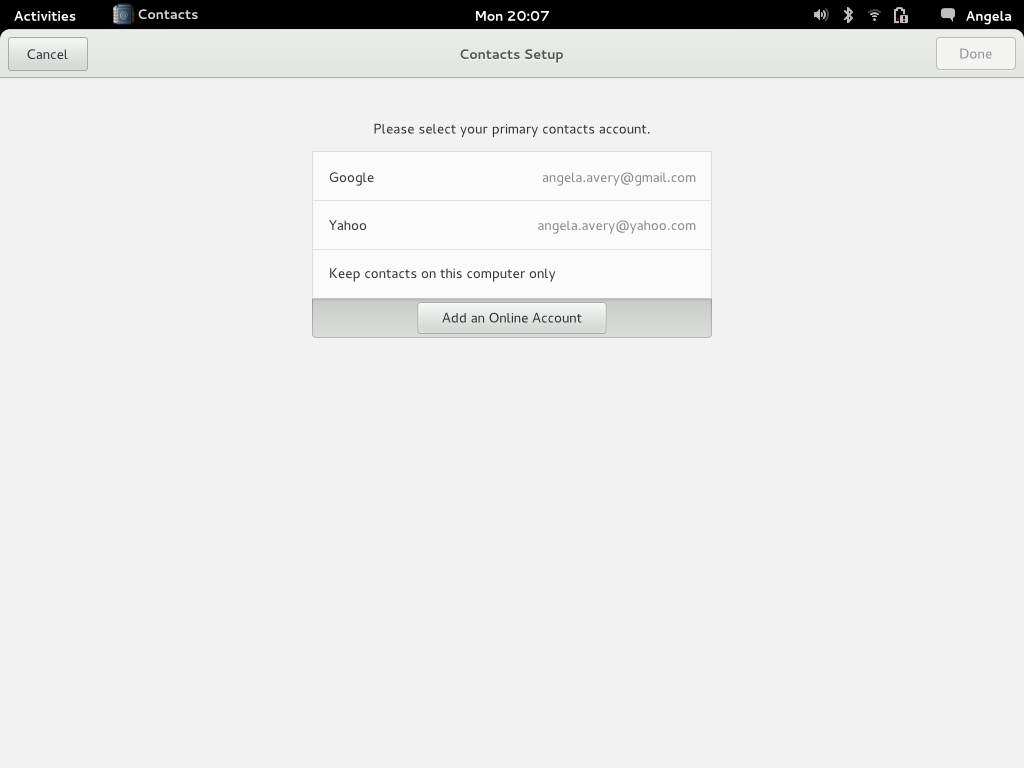 Activities Contacts Mon 20:07 Angela
Cancel Contacts Setup Done
Please select your primary contacts account.
Google angela.avery@gmail.com
Yahoo angela.avery@yahoo.com
Keep contacts on this computer only
Add an Online Account